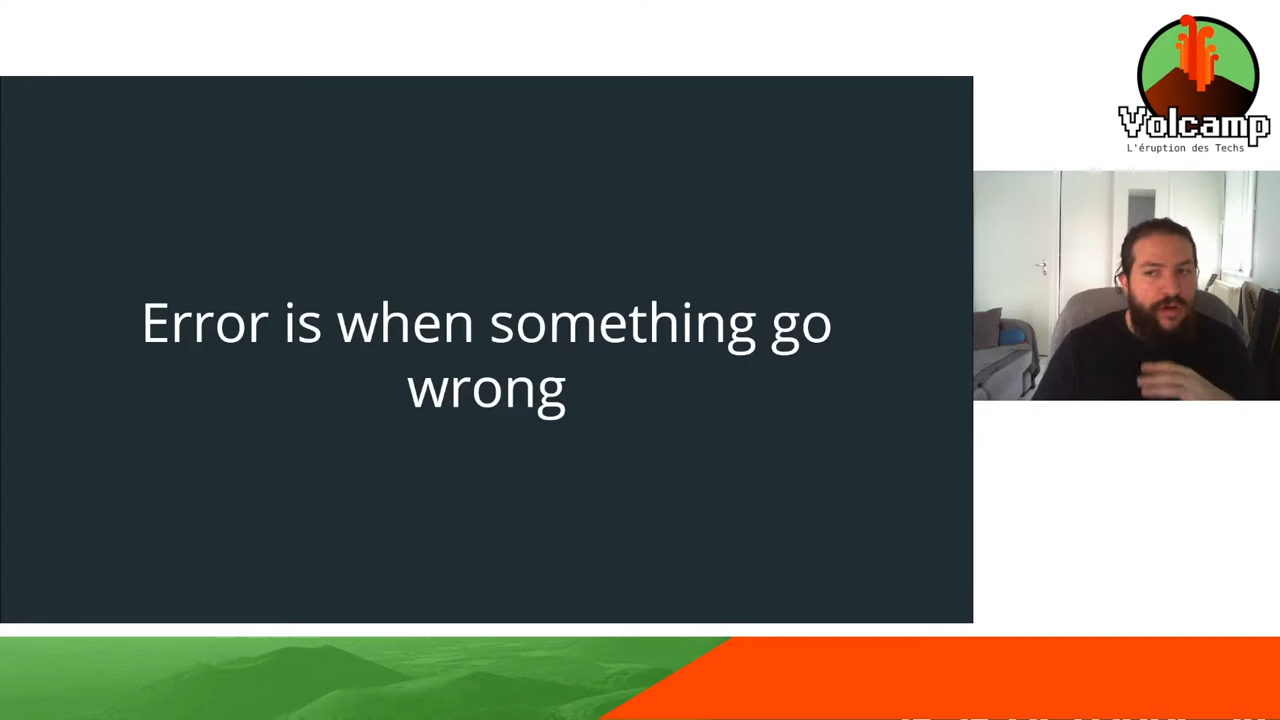 Volcamp
L'éruption des Techs
Error is when something go
wrong